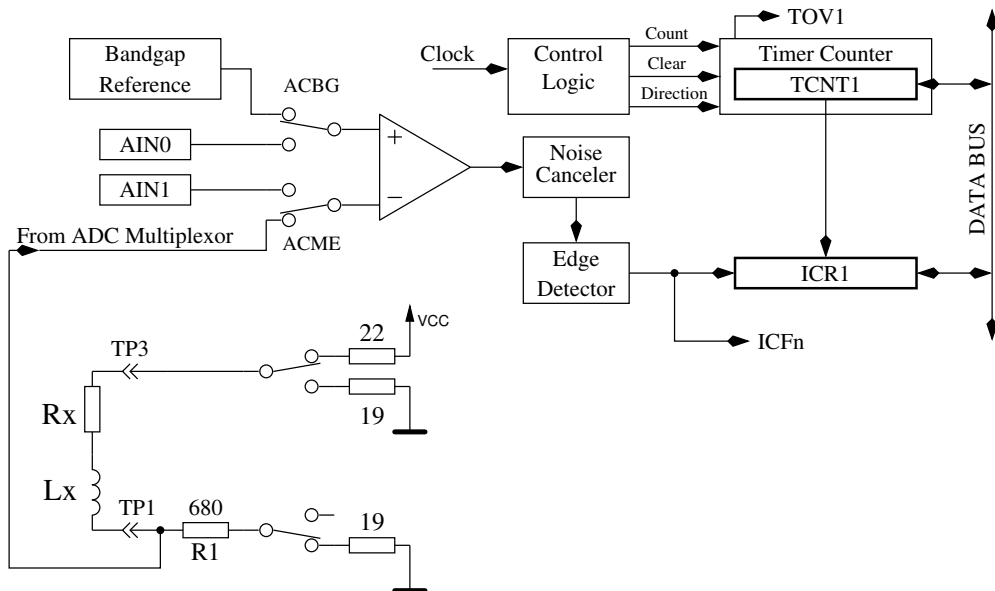 TOV1
Bandgap
Reference
ACBG
AIN0
AIN1
From ADC Multiplexor
ACME
+
−
Clock
Control
Logic
Count
Clear
Direction
Timer Counter
TCNT1
Noise
Canceler
Edge
Detector
ICR1
ICFn
DATA BUS
VCC
22
TP3
19
Rx
Lx
TP1
680
R1
19